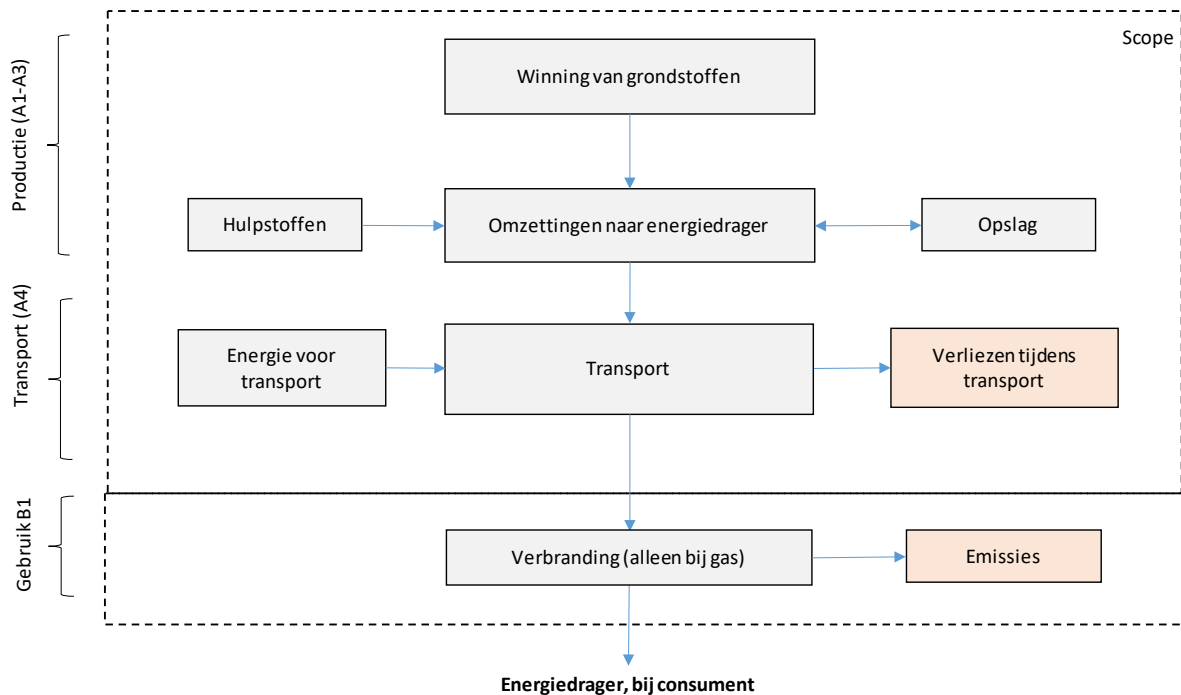 Scope
Productie (A1-A3)
Winning van grondstoffen
Hulpstoffen
Omzettingen naar energiedrager
Opslag
Transport (A4)
Energie voor
transport
Transport
Verliezen tijdens
transport
Gebruik B1
Verbranding (alleen bij gas)
Emissies
Energiedrager, bij consument